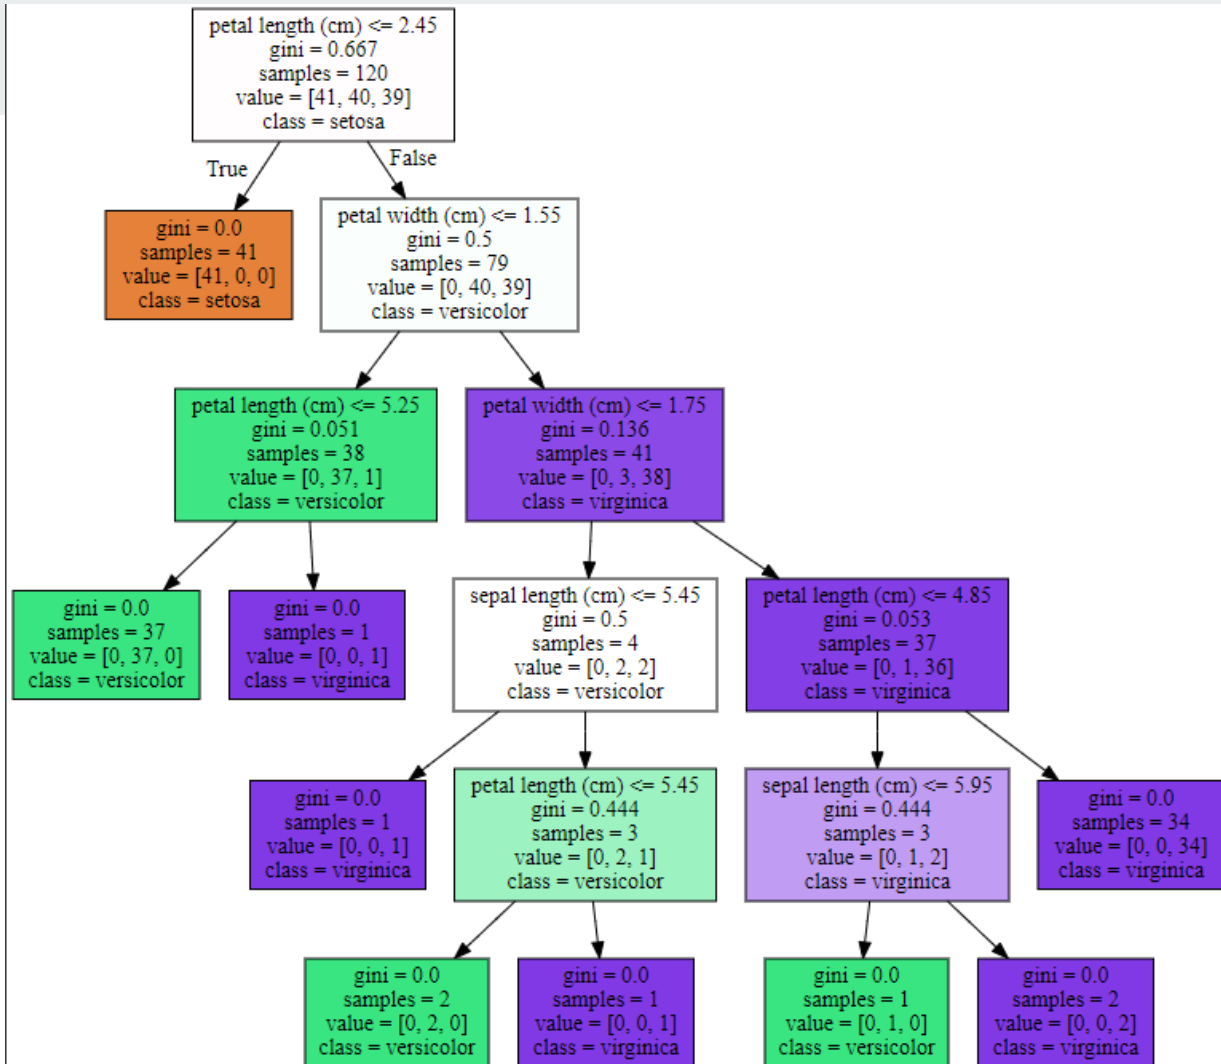 petal length (cm) <= 2.45
gini = 0.667
samples = 120
value = [41, 40, 39]
class = setosa
True
False
gini = 0.0
samples = 41
value = [41, 0, 0]
class = setosa
petal width (cm) <= 1.55
gini = 0.5
samples = 79
value = [0, 40, 39]
class = versicolor
petal length (cm) <= 5.25
gini = 0.051
samples = 38
value = [0, 37, 1]
class = versicolor
petal width (cm) <= 1.75
gini = 0.136
samples = 41
value = [0, 3, 38]
class = virginica
gini = 0.0
samples = 37
value = [0, 37, 0]
class = versicolor
gini = 0.0
samples = 1
value = [0, 0, 1]
class = virginica
sepal length (cm) <= 5.45
gini = 0.5
samples = 4
value = [0, 2, 2]
class = versicolor
petal length (cm) <= 4.85
gini = 0.053
samples = 37
value = [0, 1, 36]
class = virginica
gini = 0.0
samples = 1
value = [0, 0, 1]
class = virginica
petal length (cm) <= 5.45
gini = 0.444
samples = 3
value = [0, 2, 1]
class = versicolor
sepal length (cm) <= 5.95
gini = 0.444
samples = 3
value = [0, 1, 2]
class = virginica
gini = 0.0
samples = 34
value = [0, 0, 34]
class = virginica
gini = 0.0
samples = 2
value = [0, 2, 0]
class = versicolor
gini = 0.0
samples = 1
value = [0, 0, 1]
class = virginica
gini = 0.0
samples = 1
value = [0, 1, 0]
class = versicolor
gini = 0.0
samples = 2
value = [0, 0, 2]
class = virginica